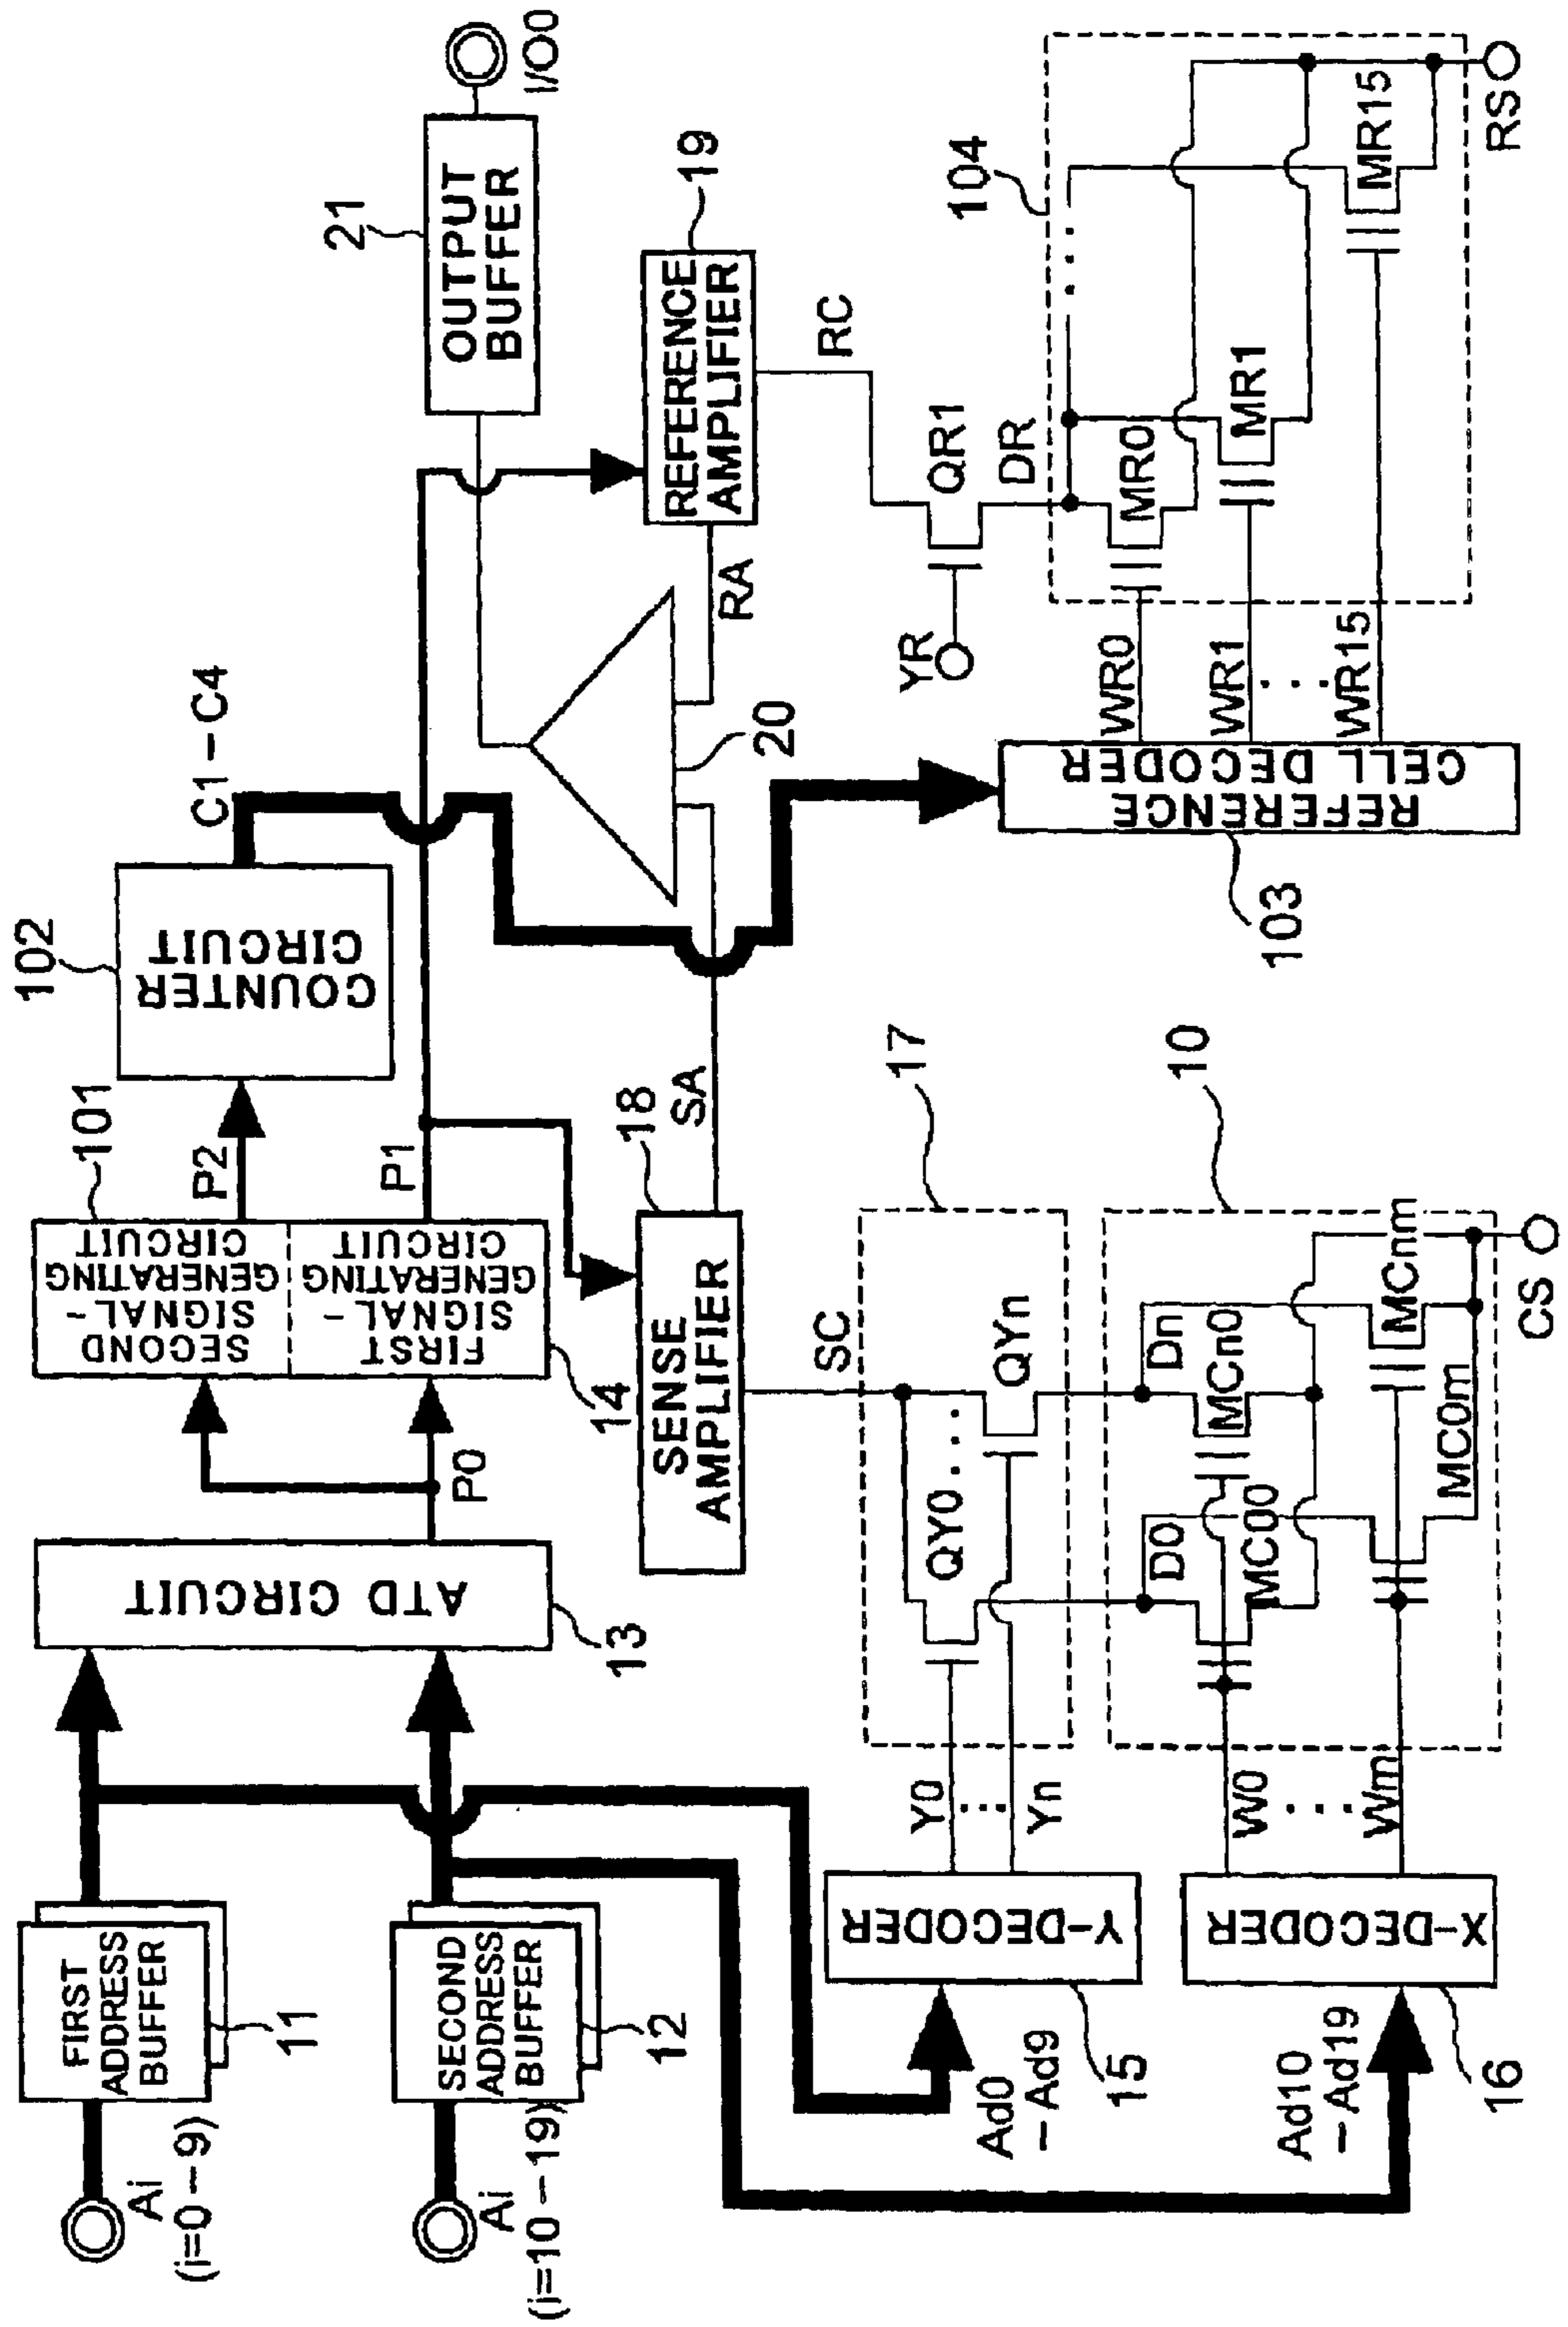 Ai
(i=0–9)
FIRST
ADDRESS
BUFFER
11
Ai
(i=10–19)
SECOND
ADDRESS
BUFFER
12
ATD CIRCUIT
13
P0
SECOND
SIGNAL-
GENERATING
CIRCUIT
101
FIRST
SIGNAL-
GENERATING
CIRCUIT
14
P2
P1
COUNTER
CIRCUIT
102
C1–C4
21
OUTPUT
BUFFER
I/O0
SENSE
AMPLIFIER
18
SA
20
RA
REFERENCE
AMPLIFIER
19
SC
RC
Ad0
–Ad9
Y-DECODER
15
Y0
...
Yn
QY0
....
QYn
17
YR
QR1
DR
Ad10
–Ad19
X-DECODER
16
W0
....
Wm
D0
Dn
MC00
MCn0
MC0m
MCnm
10
CS
REFERENCE
CELL DECODER
103
WR0
WR1
....
WR15
MR0
MR1
...
MR15
104
RS